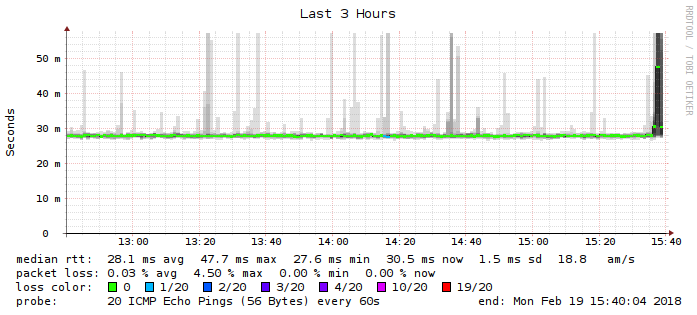 Last 3 Hours
RRDTOOL / TOBI OETIKER
Seconds
50 m
40 m
30 m
20 m
10 m
0
13:00 13:20 13:40 14:00 14:20 14:40 15:00 15:20 15:40
median rtt: 28.1 ms avg 47.7 ms max 27.6 ms min 30.5 ms now 1.5 ms sd 18.8 am/s
packet loss: 0.03 % avg 4.50 % max 0.00 % min 0.00 % now
loss color: 0 1/20 2/20 3/20 4/20 10/20 19/20
probe: 20 ICMP Echo Pings (56 Bytes) every 60s end: Mon Feb 19 15:40:04 2018